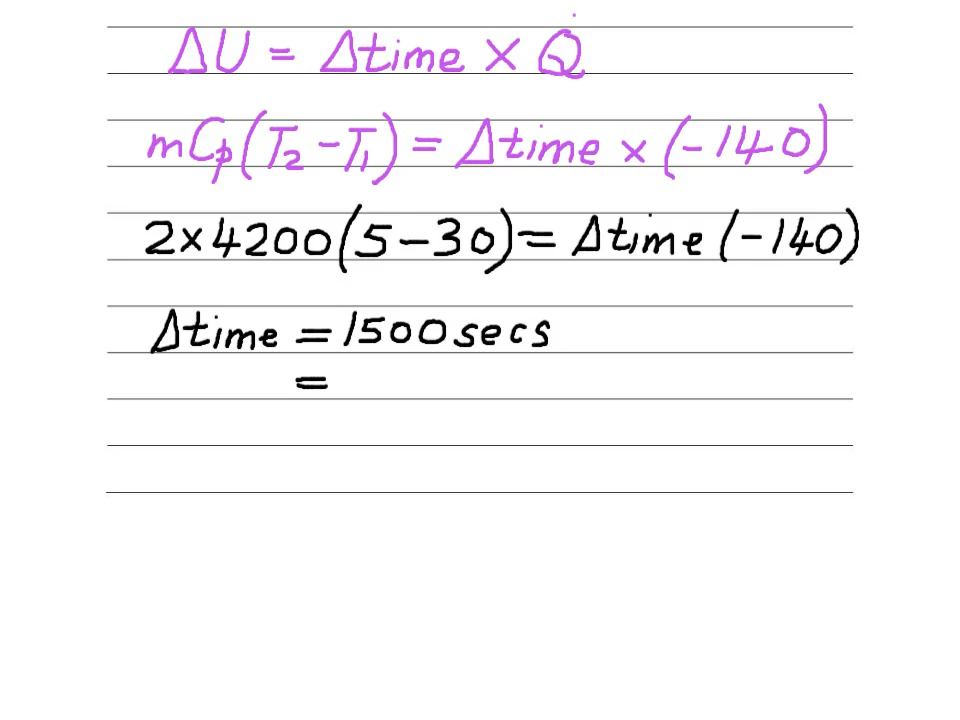 ΔU = Δtime × Q̇
mCp(T₂ - T₁) = Δtime × (-140)
2×4200(5-30) = Δtime (-140)
Δtime = 1500 secs
=